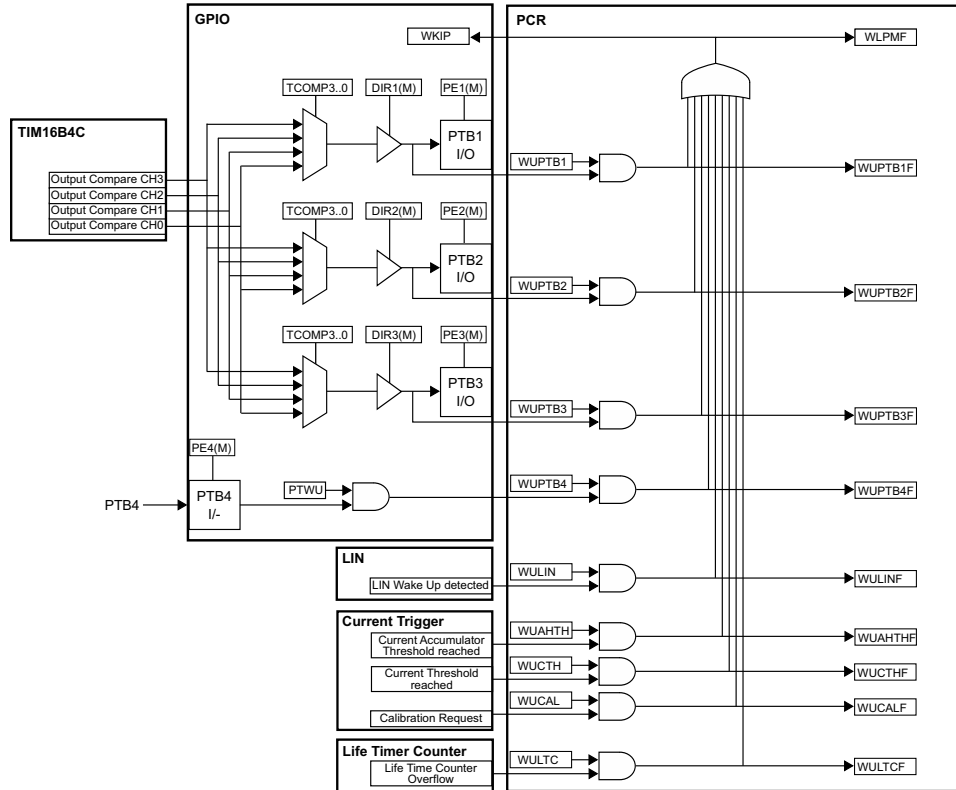 GPIO
PCR
WKIP
WLPMF
TCOMP3..0
DIR1(M)
PE1(M)
TIM16B4C
PTB1
I/O
WUPTB1
WUPTB1F
Output Compare CH3
Output Compare CH2
Output Compare CH1
Output Compare CH0
TCOMP3..0
DIR2(M)
PE2(M)
PTB2
I/O
WUPTB2
WUPTB2F
TCOMP3..0
DIR3(M)
PE3(M)
PTB3
I/O
WUPTB3
WUPTB3F
PE4(M)
PTB4
PTB4
I/-
PTWU
WUPTB4
WUPTB4F
LIN
LIN Wake Up detected
WULIN
WULINF
Current Trigger
Current Accumulator
Threshold reached
WUAHTH
WUAHTHF
Current Threshold
reached
WUCTH
WUCTHF
Calibration Request
WUCAL
WUCALF
Life Timer Counter
Life Time Counter
Overflow
WULTC
WULTCF